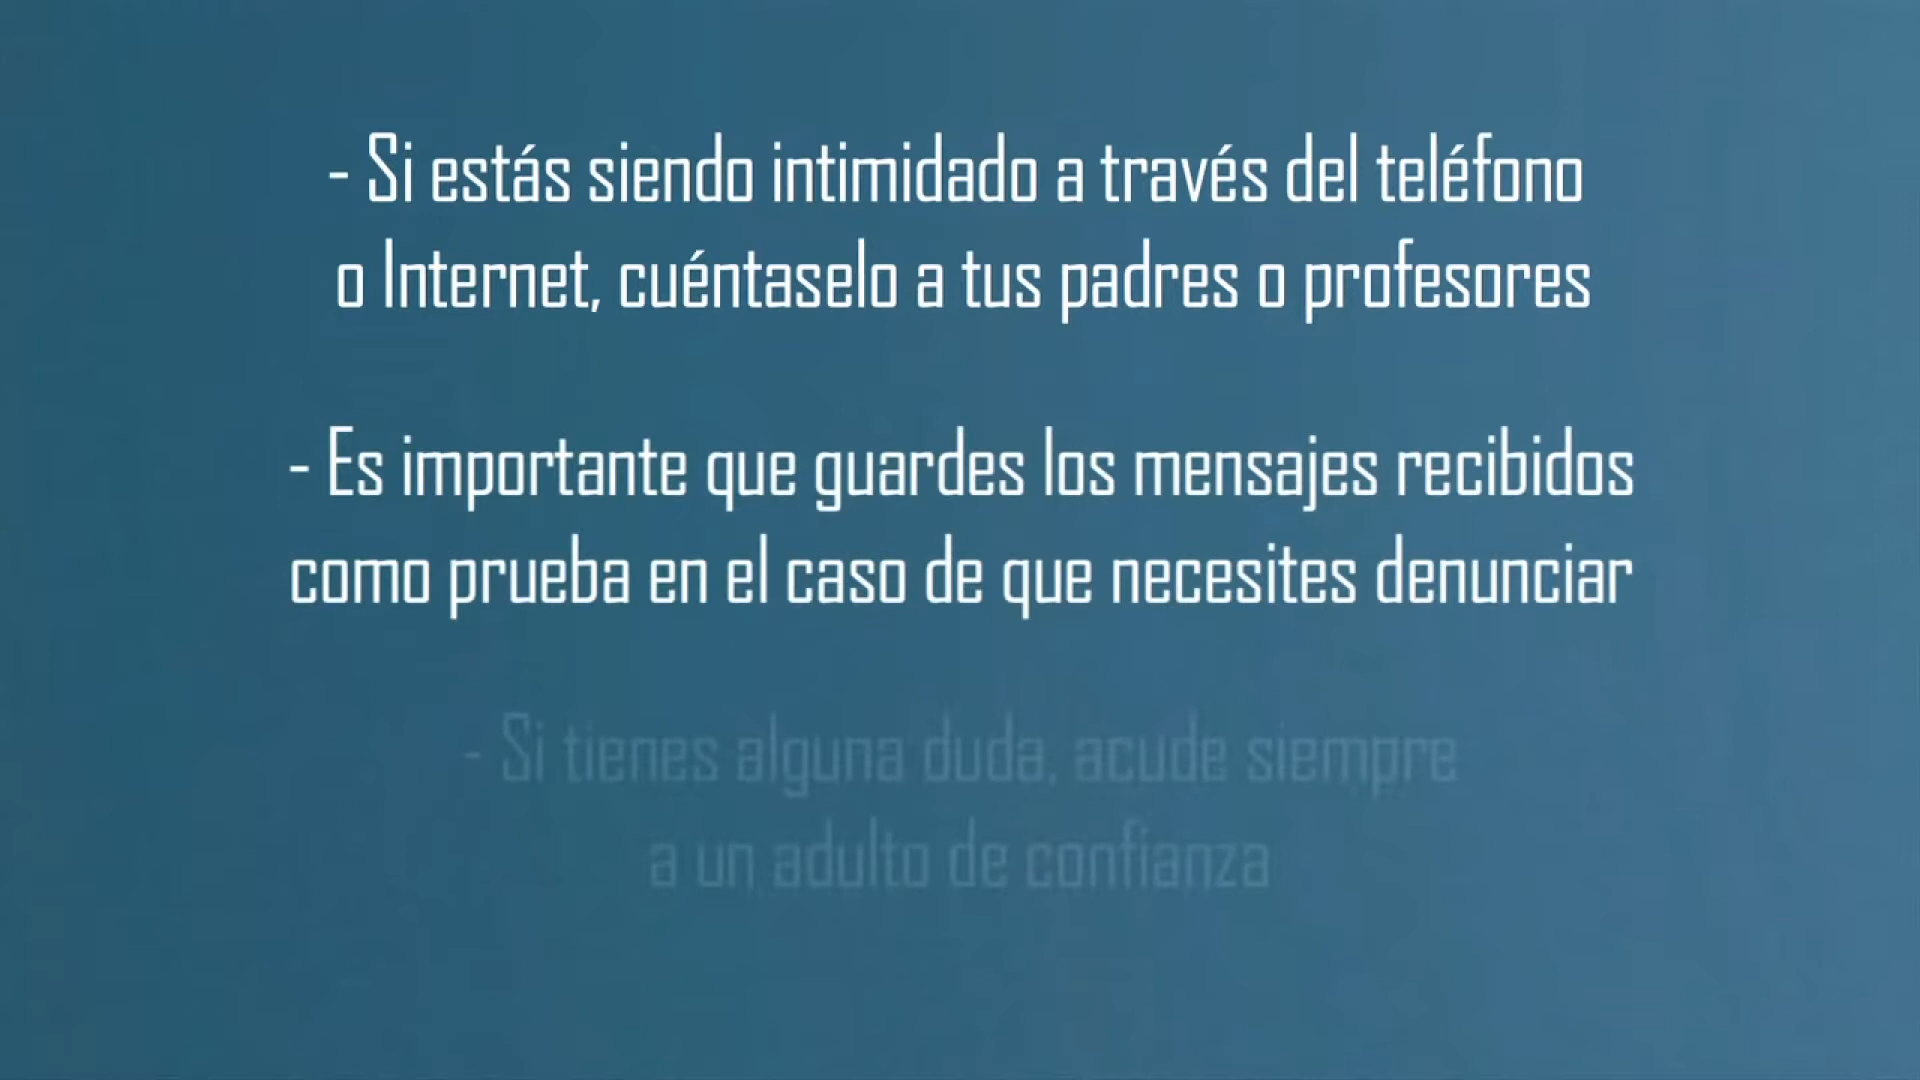 - Si estás siendo intimidado a través del teléfono
o Internet, cuéntaselo a tus padres o profesores
- Es importante que guardes los mensajes recibidos
como prueba en el caso de que necesites denunciar
- Si tienes alguna duda, acude siempre
a un adulto de confianza